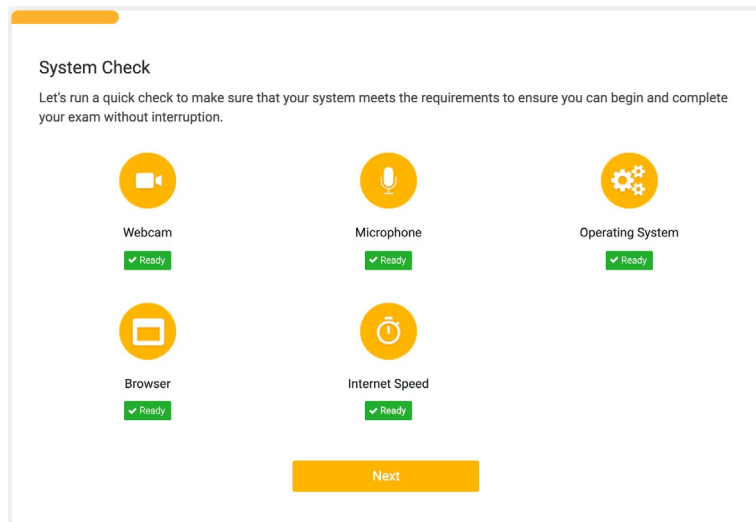 System Check
Let's run a quick check to make sure that your system meets the requirements to ensure you can begin and complete
your exam without interruption.
Webcam
Microphone
Operating System
Ready
Ready
Ready
Browser
Internet Speed
Ready
Ready
Next